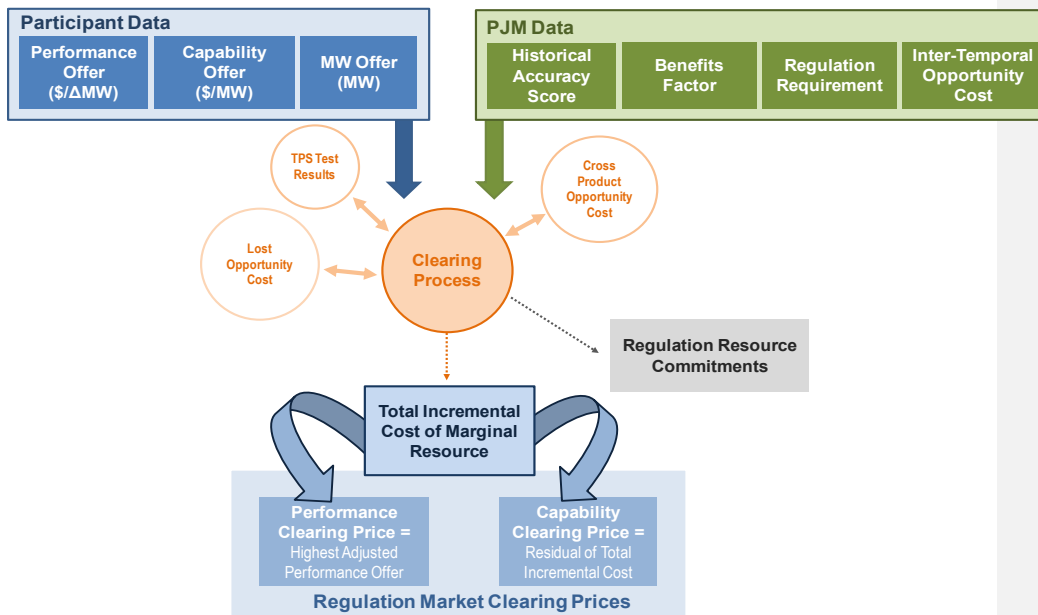 Participant Data
Performance
Offer
($/ΔMW)
Capability
Offer
($/MW)
MW Offer
(MW)
PJM Data
Historical
Accuracy
Score
Benefits
Factor
Regulation
Requirement
Inter-Temporal
Opportunity
Cost
TPS Test
Results
Cross
Product
Opportunity
Cost
Lost
Opportunity
Cost
Clearing
Process
Regulation Resource
Commitments
Total Incremental
Cost of Marginal
Resource
Performance
Clearing Price =
Highest Adjusted
Performance Offer
Capability
Clearing Price =
Residual of Total
Incremental Cost
Regulation Market Clearing Prices